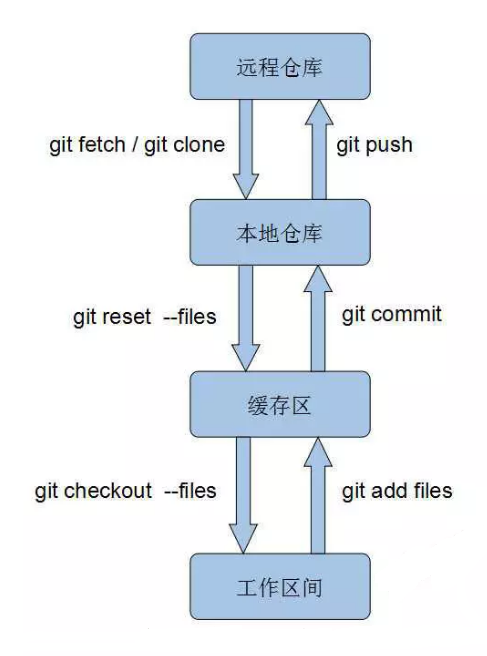 远程仓库
git fetch / git clone
git push
本地仓库
git reset --files
git commit
缓存区
git checkout --files
git add files
工作区间